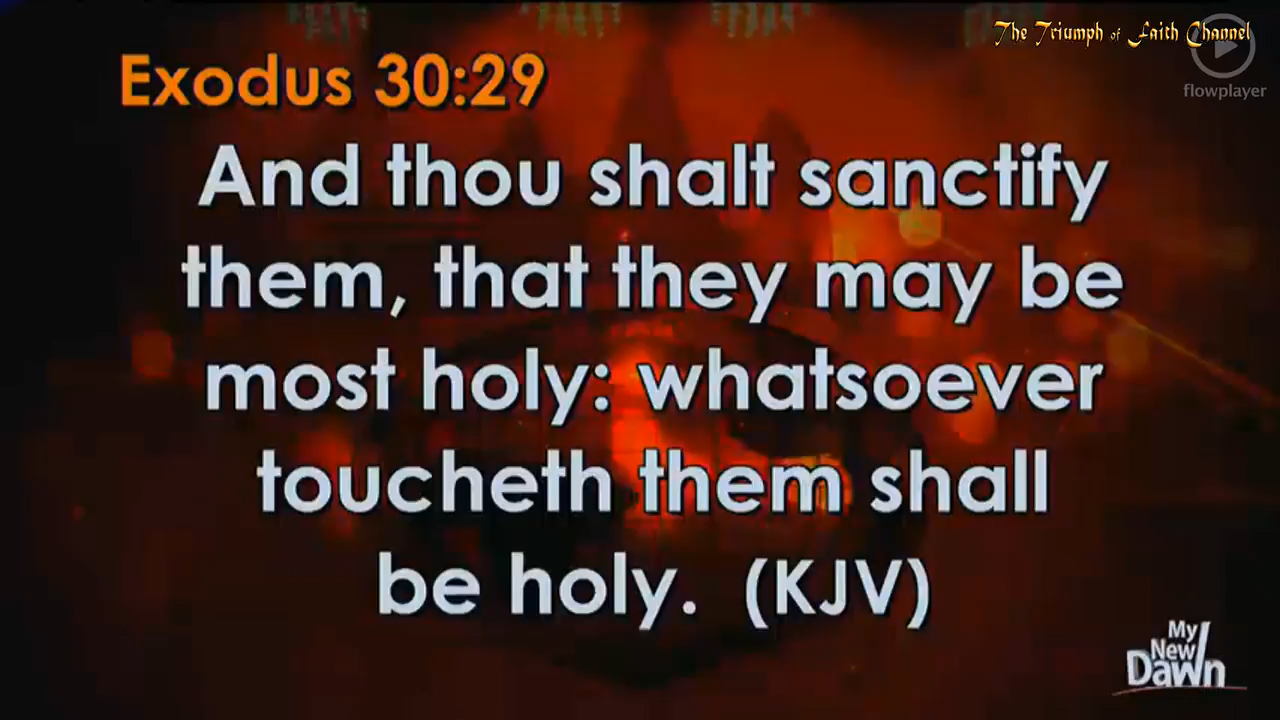 The Triumph of Faith Channel
flowplayer
Exodus 30:29
And thou shalt sanctify
them, that they may be
most holy: whatsoever
toucheth them shall
be holy. (KJV)
My
New
Dawn